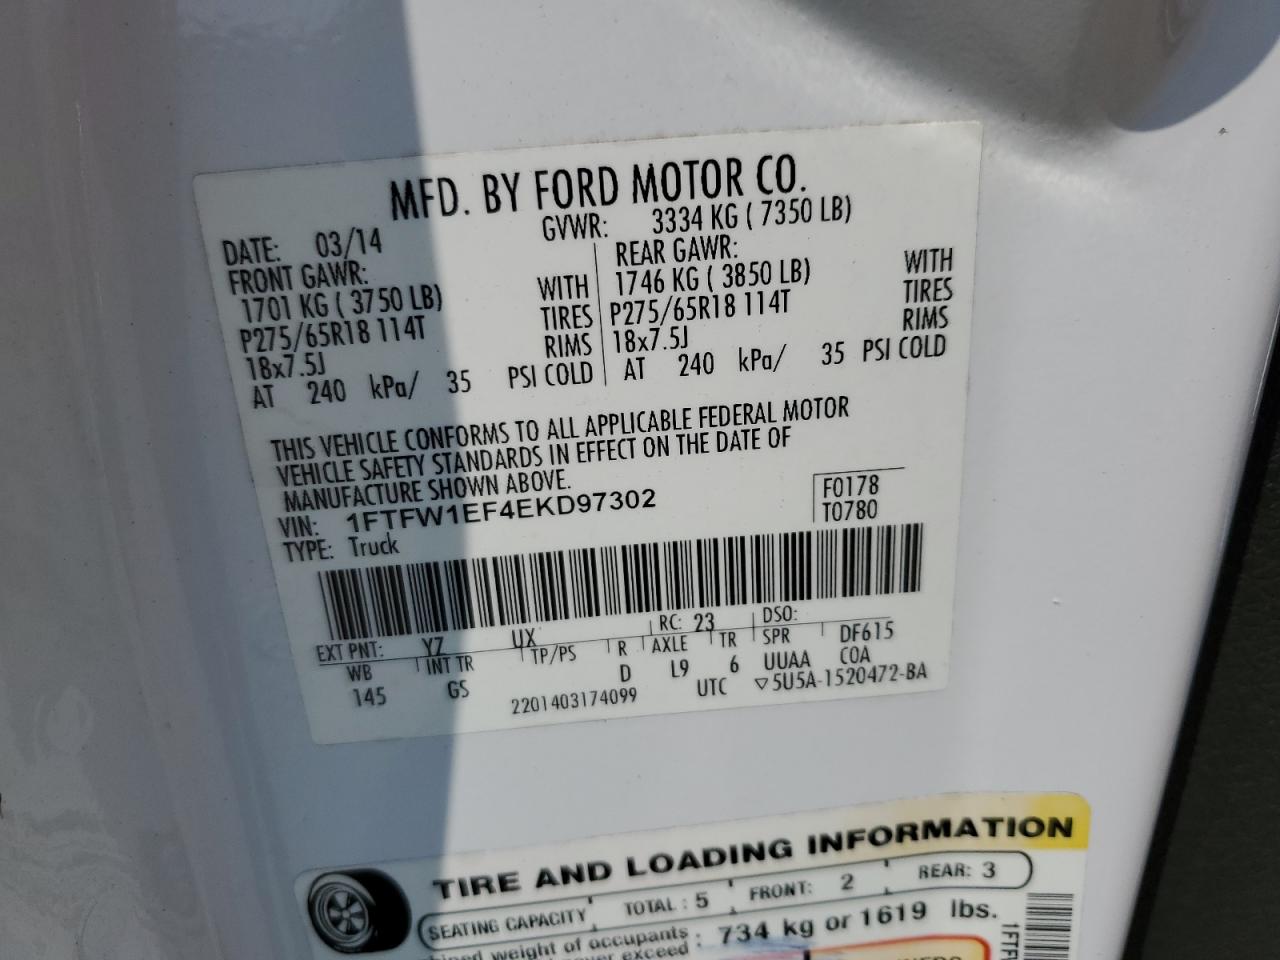 MFD. BY FORD MOTOR CO.
DATE: 03/14 GVWR: 3334 KG ( 7350 LB)
FRONT GAWR: REAR GAWR:
1701 KG ( 3750 LB) WITH 1746 KG ( 3850 LB) WITH
P275/65R18 114T TIRES P275/65R18 114T TIRES
18x7.5J RIMS 18x7.5J RIMS
AT 240 kPa/ 35 PSI COLD AT 240 kPa/ 35 PSI COLD
THIS VEHICLE CONFORMS TO ALL APPLICABLE FEDERAL MOTOR
VEHICLE SAFETY STANDARDS IN EFFECT ON THE DATE OF
MANUFACTURE SHOWN ABOVE.
VIN: 1FTFW1EF4EKD97302 F0178
TYPE: Truck T0780
EXT PNT: YZ UX RC: 23 DSO:
WB INT TR TP/PS R AXLE TR SPR DF615
145 GS D L9 6 UUAA COA
2201403174099 UTC ▽5U5A-1520472-BA
TIRE AND LOADING INFORMATION
SEATING CAPACITY TOTAL : 5 FRONT: 2 REAR: 3
weight of occupants : 734 kg or 1619 lbs.
exceed :